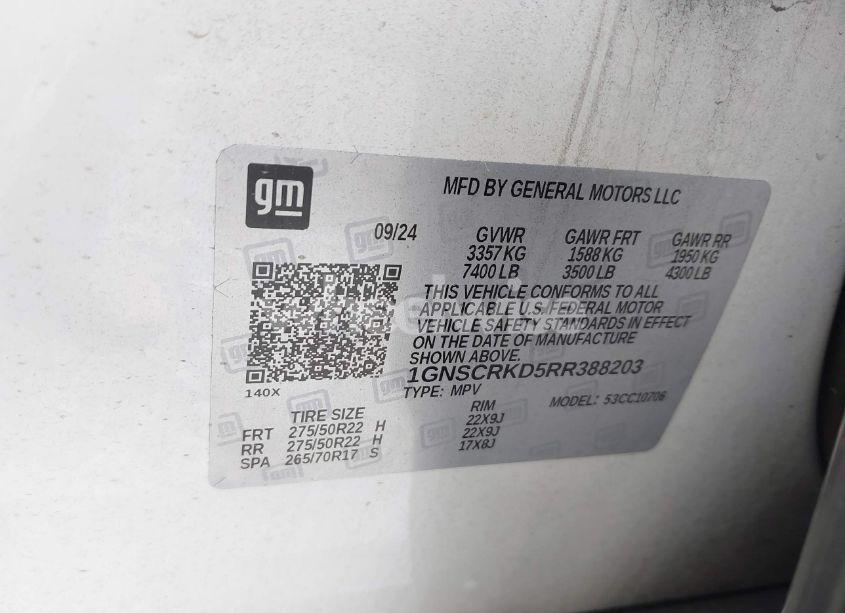 gm
MFD BY GENERAL MOTORS LLC
09/24
GVWR GAWR FRT GAWR RR
3357 KG 1588 KG 1950 KG
7400 LB 3500 LB 4300 LB
THIS VEHICLE CONFORMS TO ALL
APPLICABLE U.S. FEDERAL MOTOR
VEHICLE SAFETY STANDARDS IN EFFECT
ON THE DATE OF MANUFACTURE
SHOWN ABOVE.
1GNSCRKD5RR388203
140X
TYPE: MPV MODEL: 53CC10706
TIRE SIZE RIM
FRT 275/50R22 H 22X9J
RR 275/50R22 H 22X9J
SPA 265/70R17 S 17X8J